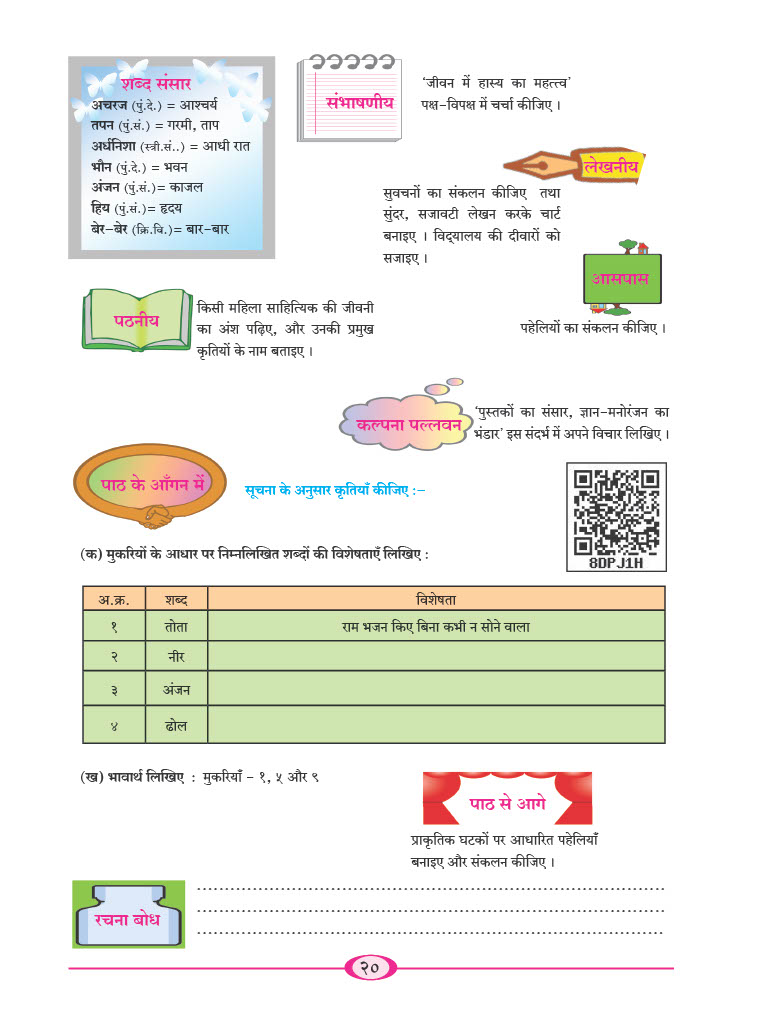 शब्द संसार
अचरज (पुं.दे.) = आश्चर्य
तपन (पुं.सं.) = गरमी, ताप
अर्धनिशा (स्त्री.सं..) = आधी रात
भौन (पुं.दे.) = भवन
अंजन (पुं.सं.)= काजल
हिय (पुं.सं.)= हृदय
बेर-बेर (क्रि.वि.)= बार-बार
संभाषणीय
‘जीवन में हास्य का महत्त्व’
पक्ष-विपक्ष में चर्चा कीजिए ।
लेखनीय
सुवचनों का संकलन कीजिए तथा
सुंदर, सजावटी लेखन करके चार्ट
बनाइए । विद्यालय की दीवारों को
सजाइए ।
आसपास
पहेलियों का संकलन कीजिए ।
पठनीय
किसी महिला साहित्यिक की जीवनी
का अंश पढ़िए, और उनकी प्रमुख
कृतियों के नाम बताइए ।
कल्पना पल्लवन
‘पुस्तकों का संसार, ज्ञान-मनोरंजन का
भंडार’ इस संदर्भ में अपने विचार लिखिए ।
पाठ के आँगन में
सूचना के अनुसार कृतियाँ कीजिए :-
8DPJ1H
(क) मुकरियों के आधार पर निम्नलिखित शब्दों की विशेषताएँ लिखिए :
अ.क्र. शब्द विशेषता
१ तोता राम भजन किए बिना कभी न सोने वाला
२ नीर
३ अंजन
४ ढोल
(ख) भावार्थ लिखिए : मुकरियाँ - १, ५ और ९
पाठ से आगे
प्राकृतिक घटकों पर आधारित पहेलियाँ
बनाइए और संकलन कीजिए ।
रचना बोध
२०